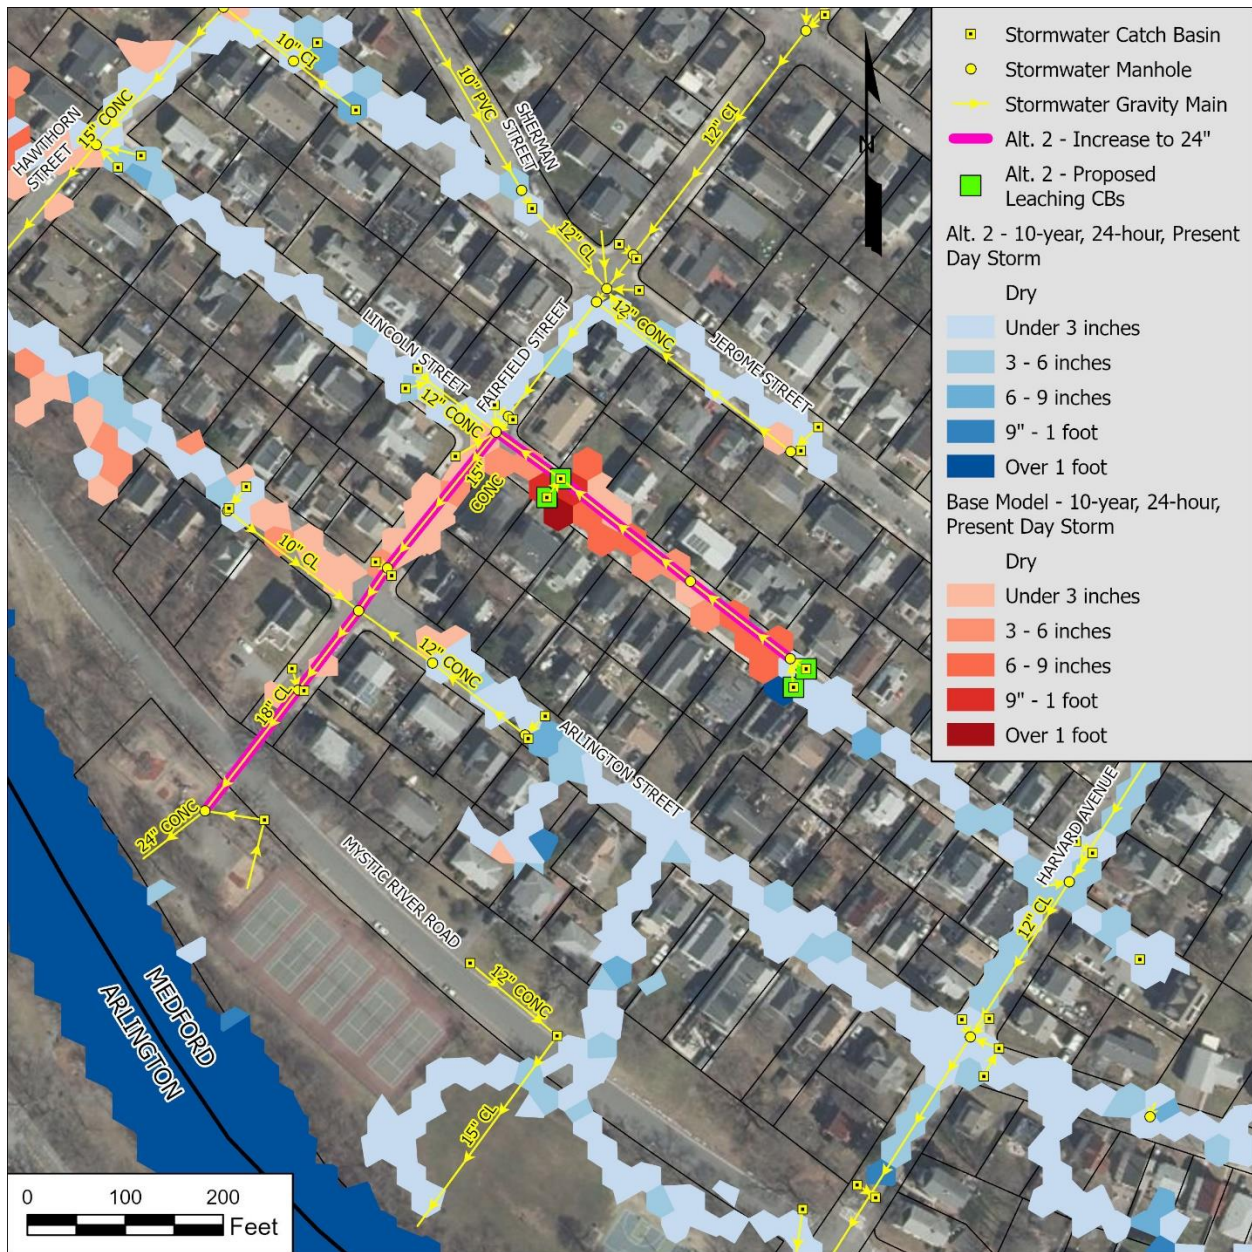 Stormwater Catch Basin
Stormwater Manhole
Stormwater Gravity Main
Alt. 2 - Increase to 24"
Alt. 2 - Proposed
Leaching CBs
Alt. 2 - 10-year, 24-hour, Present
Day Storm
Dry
Under 3 inches
3 - 6 inches
6 - 9 inches
9" - 1 foot
Over 1 foot
Base Model - 10-year, 24-hour,
Present Day Storm
Dry
Under 3 inches
3 - 6 inches
6 - 9 inches
9" - 1 foot
Over 1 foot
N
10" CI
10" PVC
SHERMAN
STREET
12" CI
15" CONC
HAWTHORN
STREET
12" CL
12" CONC
JEROME STREET
LINCOLN STREET
FAIRFIELD STREET
12" CONC
15"
CONC
10" CL
12" CONC
18" CL
ARLINGTON STREET
24" CONC
MYSTIC RIVER ROAD
HARVARD AVENUE
12" CL
12" CONC
MEDFORD
ARLINGTON
15" CL
0 100 200
Feet